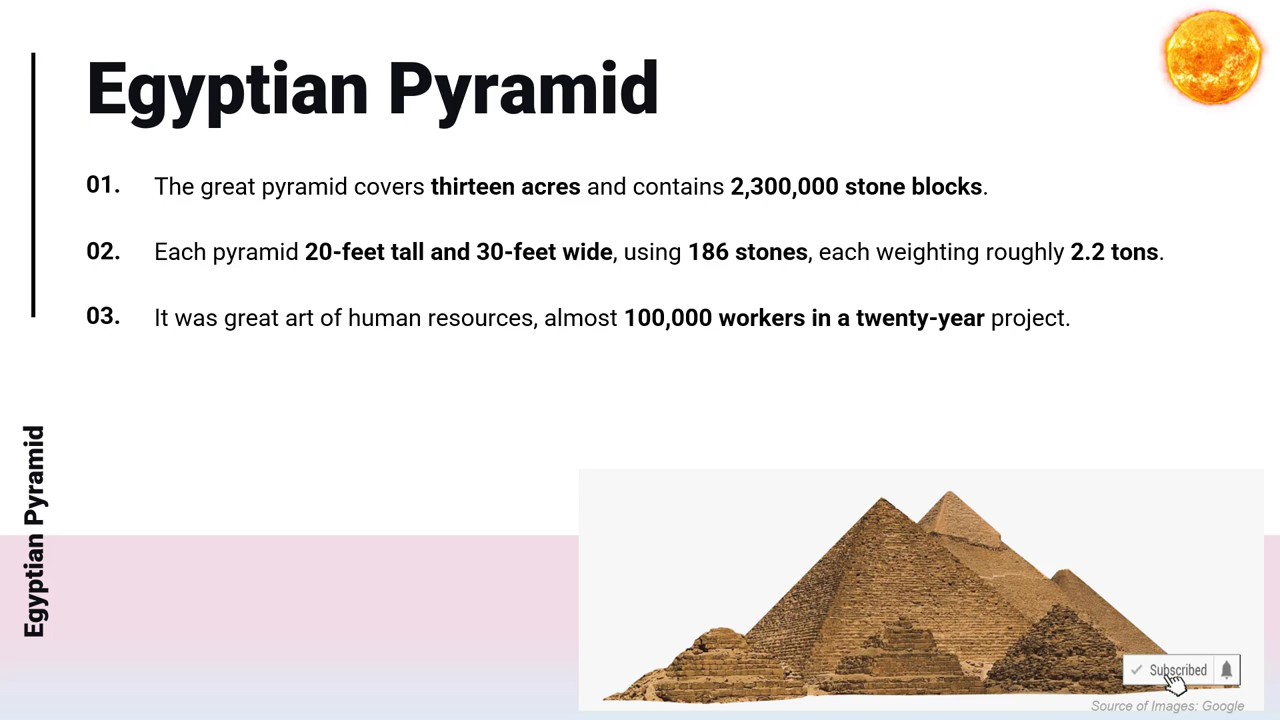 Egyptian Pyramid
01. The great pyramid covers thirteen acres and contains 2,300,000 stone blocks.
02. Each pyramid 20-feet tall and 30-feet wide, using 186 stones, each weighting roughly 2.2 tons.
03. It was great art of human resources, almost 100,000 workers in a twenty-year project.
Egyptian Pyramid
Subscribed
Source of Images: Google